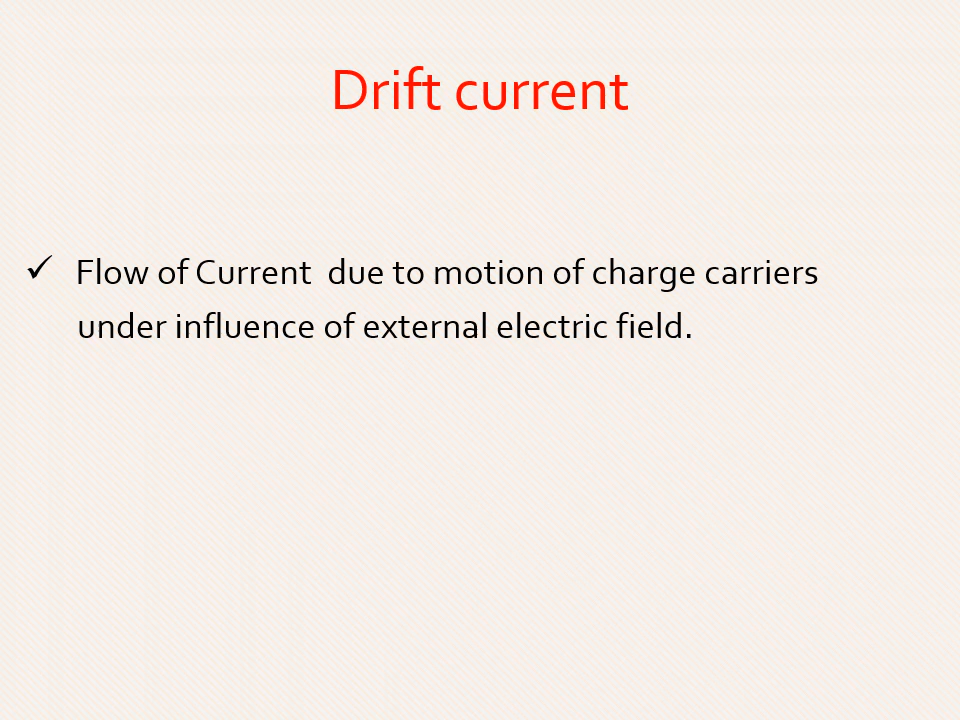 Drift current
✓ Flow of Current  due to motion of charge carriers
under influence of external electric field.